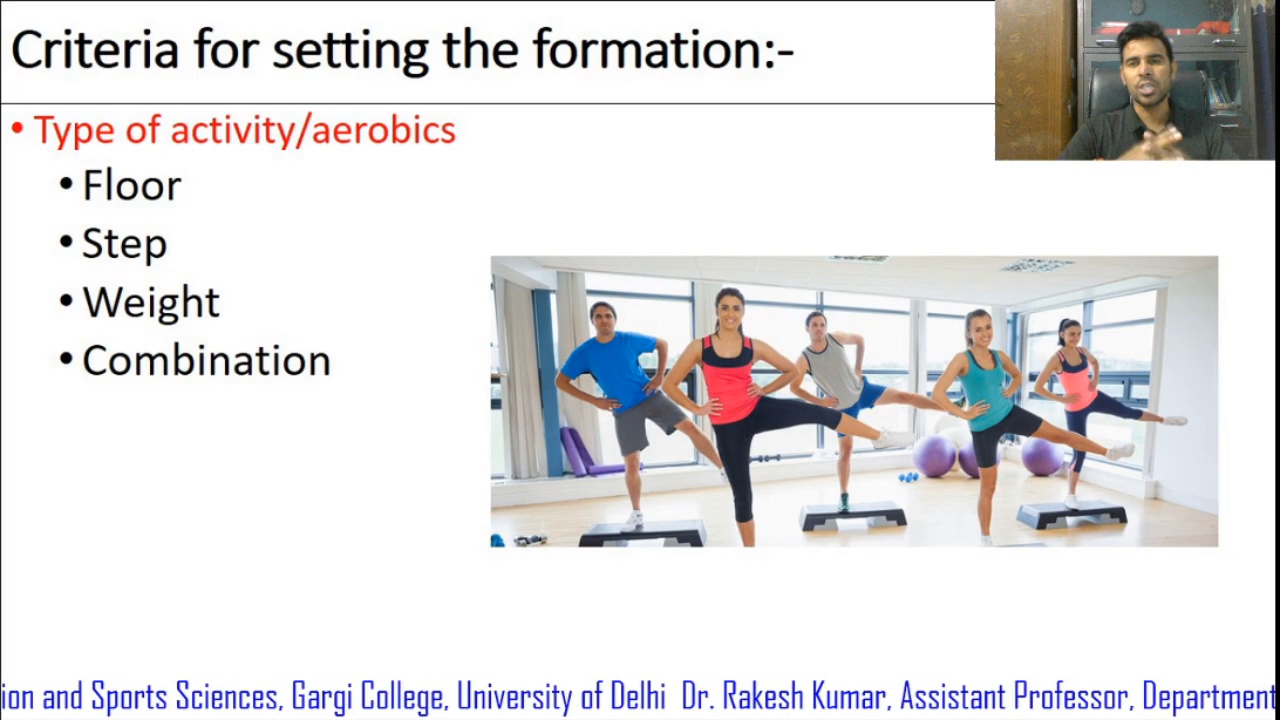 Criteria for setting the formation:-
• Type of activity/aerobics
• Floor
• Step
• Weight
• Combination
ion and Sports Sciences, Gargi College, University of Delhi Dr. Rakesh Kumar, Assistant Professor, Department